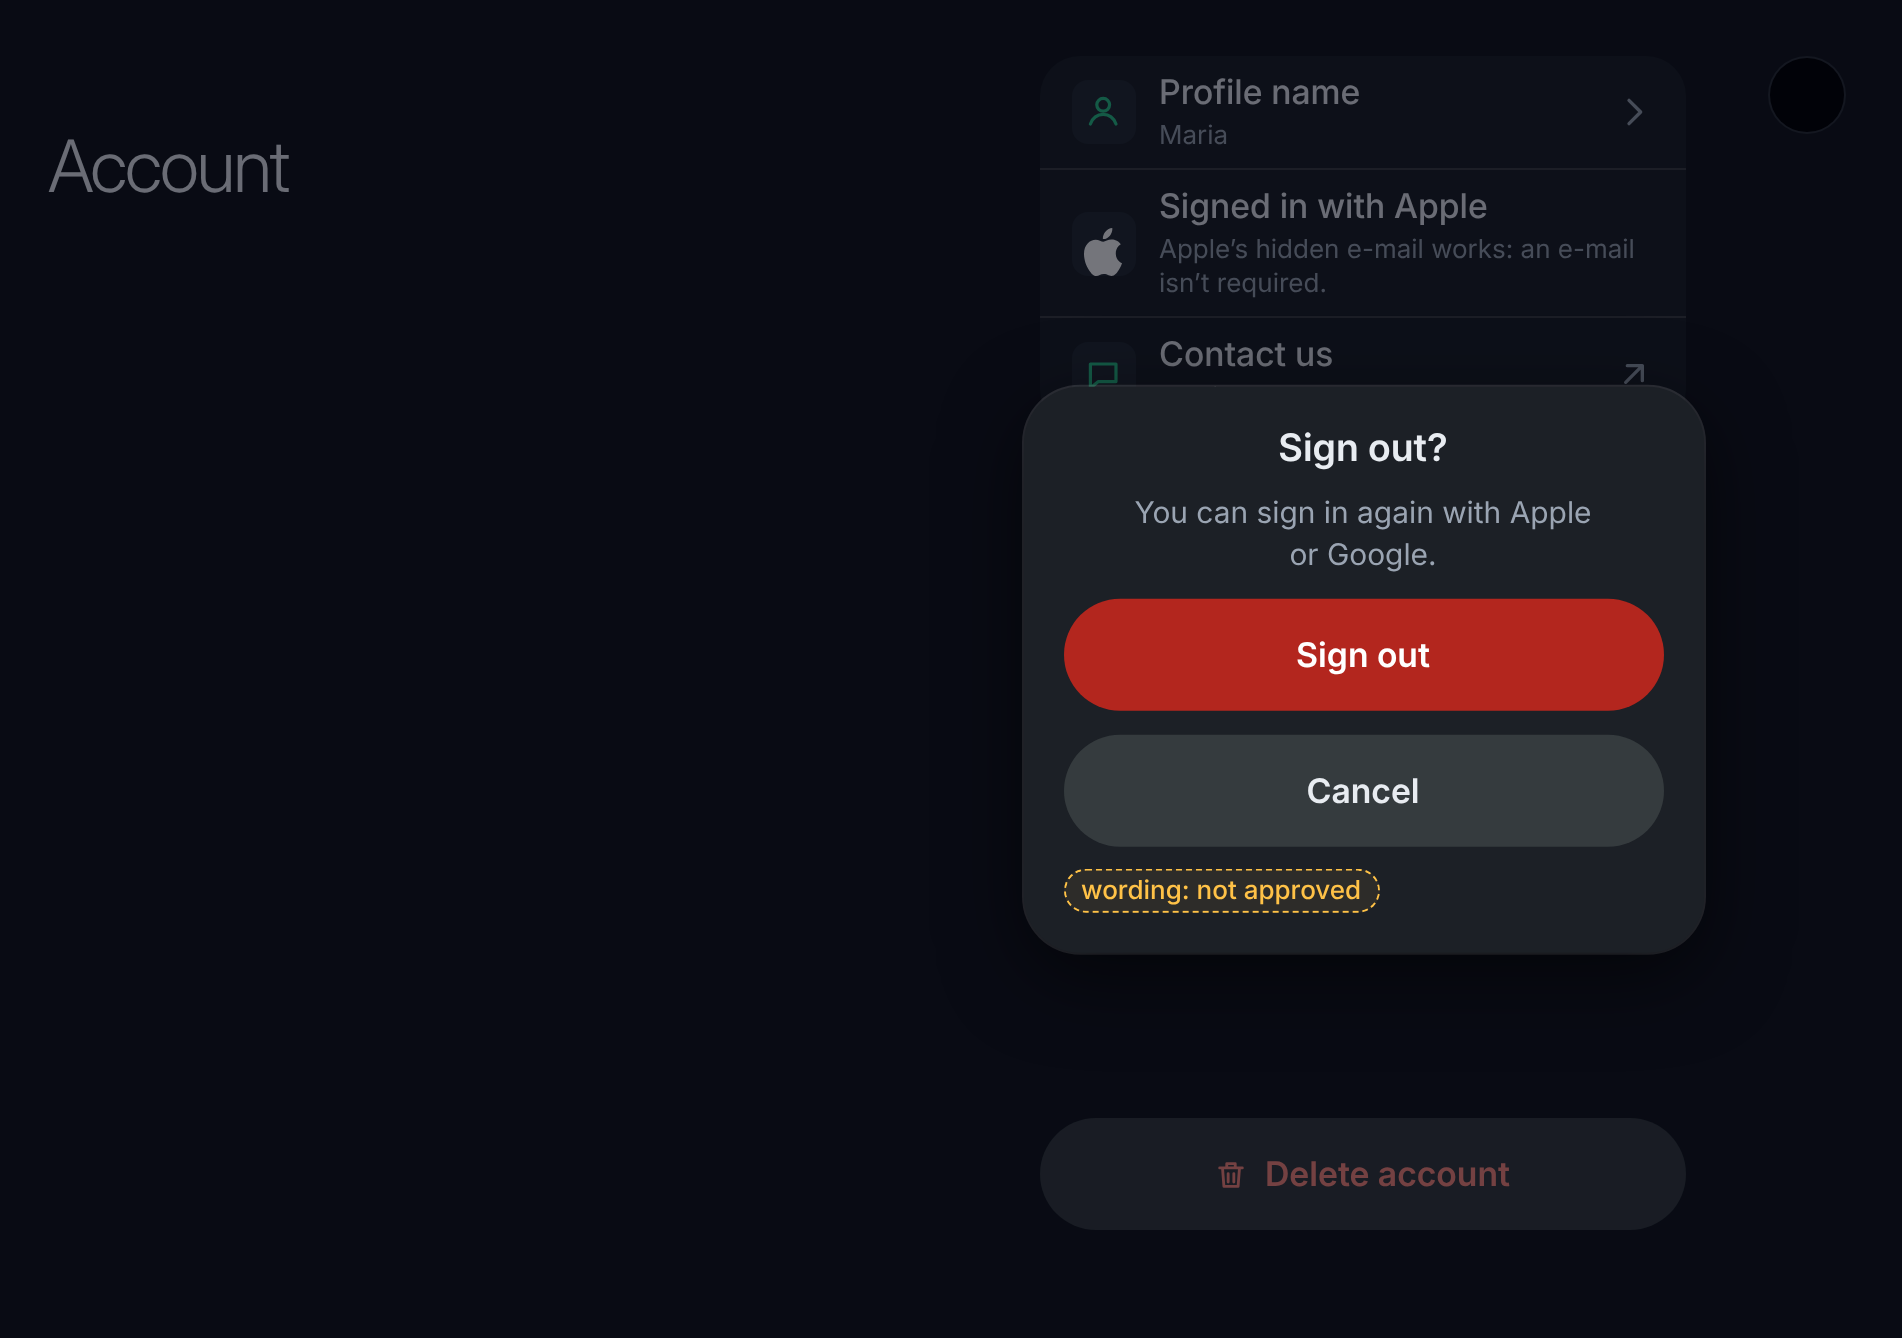 Account
Profile name
Maria
Signed in with Apple
Apple’s hidden e-mail works: an e-mail
isn’t required.
Contact us
Sign out?
You can sign in again with Apple
or Google.
Sign out
Cancel
wording: not approved
Delete account